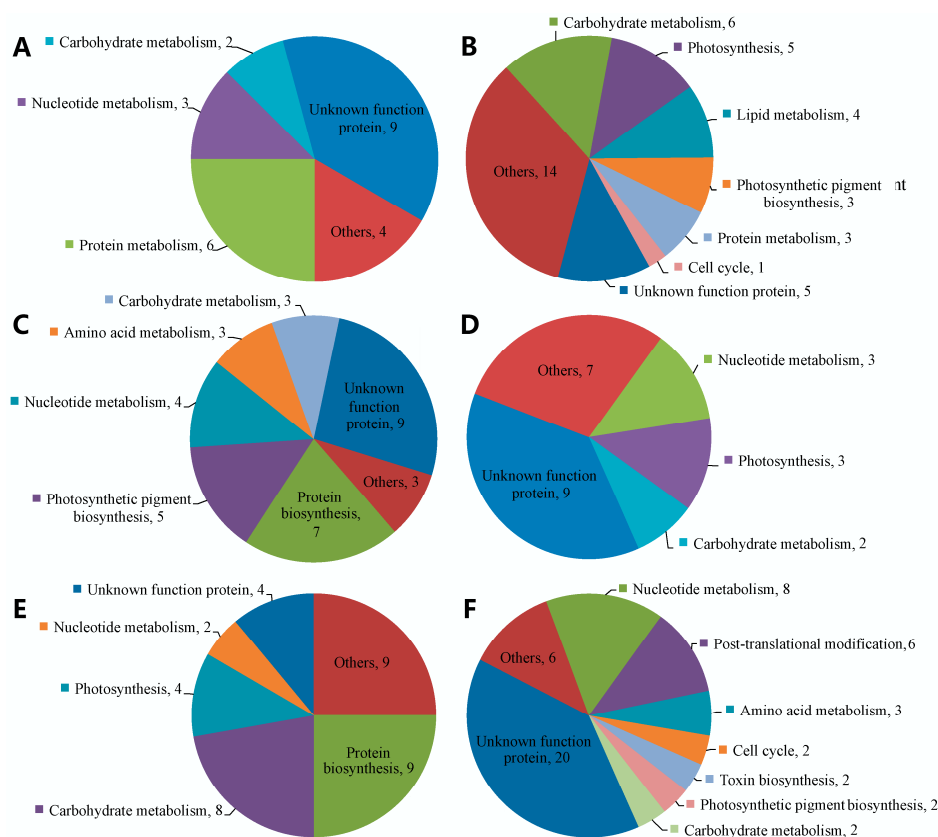 A
Carbohydrate metabolism, 2
Nucleotide metabolism, 3
Unknown function
protein, 9
Protein metabolism, 6
Others, 4
B
Carbohydrate metabolism, 6
Photosynthesis, 5
Lipid metabolism, 4
Others, 14
Photosynthetic pigment
biosynthesis, 3
Protein metabolism, 3
Cell cycle, 1
Unknown function protein, 5
C
Carbohydrate metabolism, 3
Amino acid metabolism, 3
Nucleotide metabolism, 4
Unknown
function
protein, 9
Others, 3
Photosynthetic pigment
biosynthesis, 5
Protein
biosynthesis,
7
D
Others, 7
Nucleotide metabolism, 3
Unknown function
protein, 9
Photosynthesis, 3
Carbohydrate metabolism, 2
E
Unknown function protein, 4
Nucleotide metabolism, 2
Others, 9
Photosynthesis, 4
Protein
biosynthesis, 9
Carbohydrate metabolism, 8
F
Nucleotide metabolism, 8
Post-translational modification, 6
Others, 6
Amino acid metabolism, 3
Unknown function
protein, 20
Cell cycle, 2
Toxin biosynthesis, 2
Photosynthetic pigment biosynthesis, 2
Carbohydrate metabolism, 2